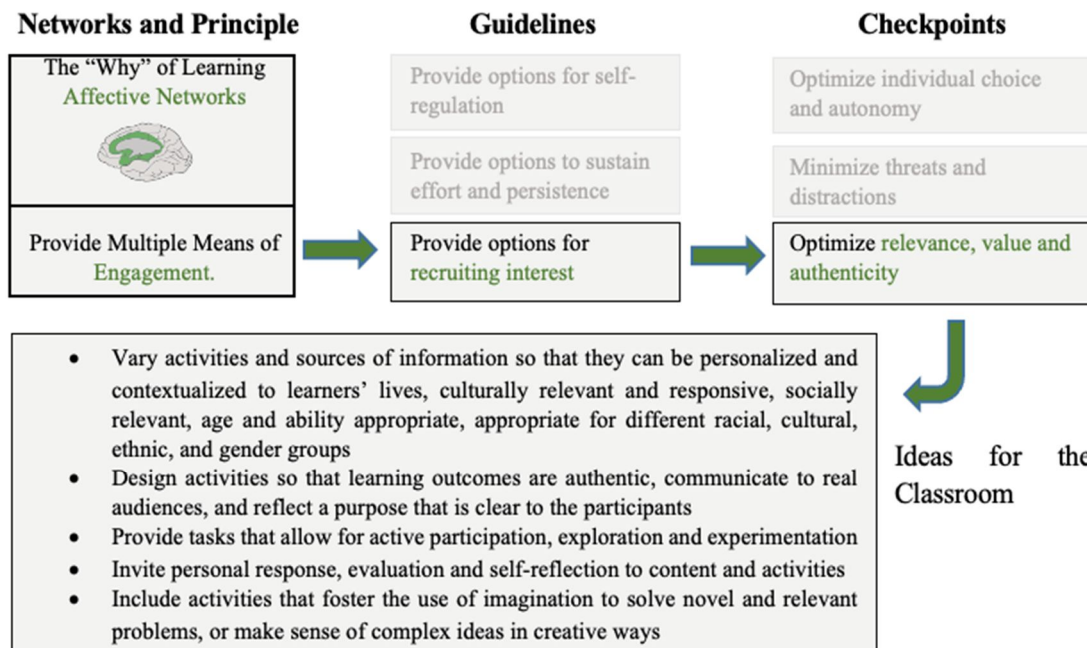 Networks and Principle
Guidelines
Checkpoints
The “Why” of Learning
Affective Networks
Provide Multiple Means of
Engagement.
Provide options for self-
regulation
Provide options to sustain
effort and persistence
Provide options for
recruiting interest
Optimize individual choice
and autonomy
Minimize threats and
distractions
Optimize relevance, value and
authenticity
• Vary activities and sources of information so that they can be personalized and
contextualized to learners’ lives, culturally relevant and responsive, socially
relevant, age and ability appropriate, appropriate for different racial, cultural,
ethnic, and gender groups
• Design activities so that learning outcomes are authentic, communicate to real
audiences, and reflect a purpose that is clear to the participants
• Provide tasks that allow for active participation, exploration and experimentation
• Invite personal response, evaluation and self-reflection to content and activities
• Include activities that foster the use of imagination to solve novel and relevant
problems, or make sense of complex ideas in creative ways
Ideas for the
Classroom